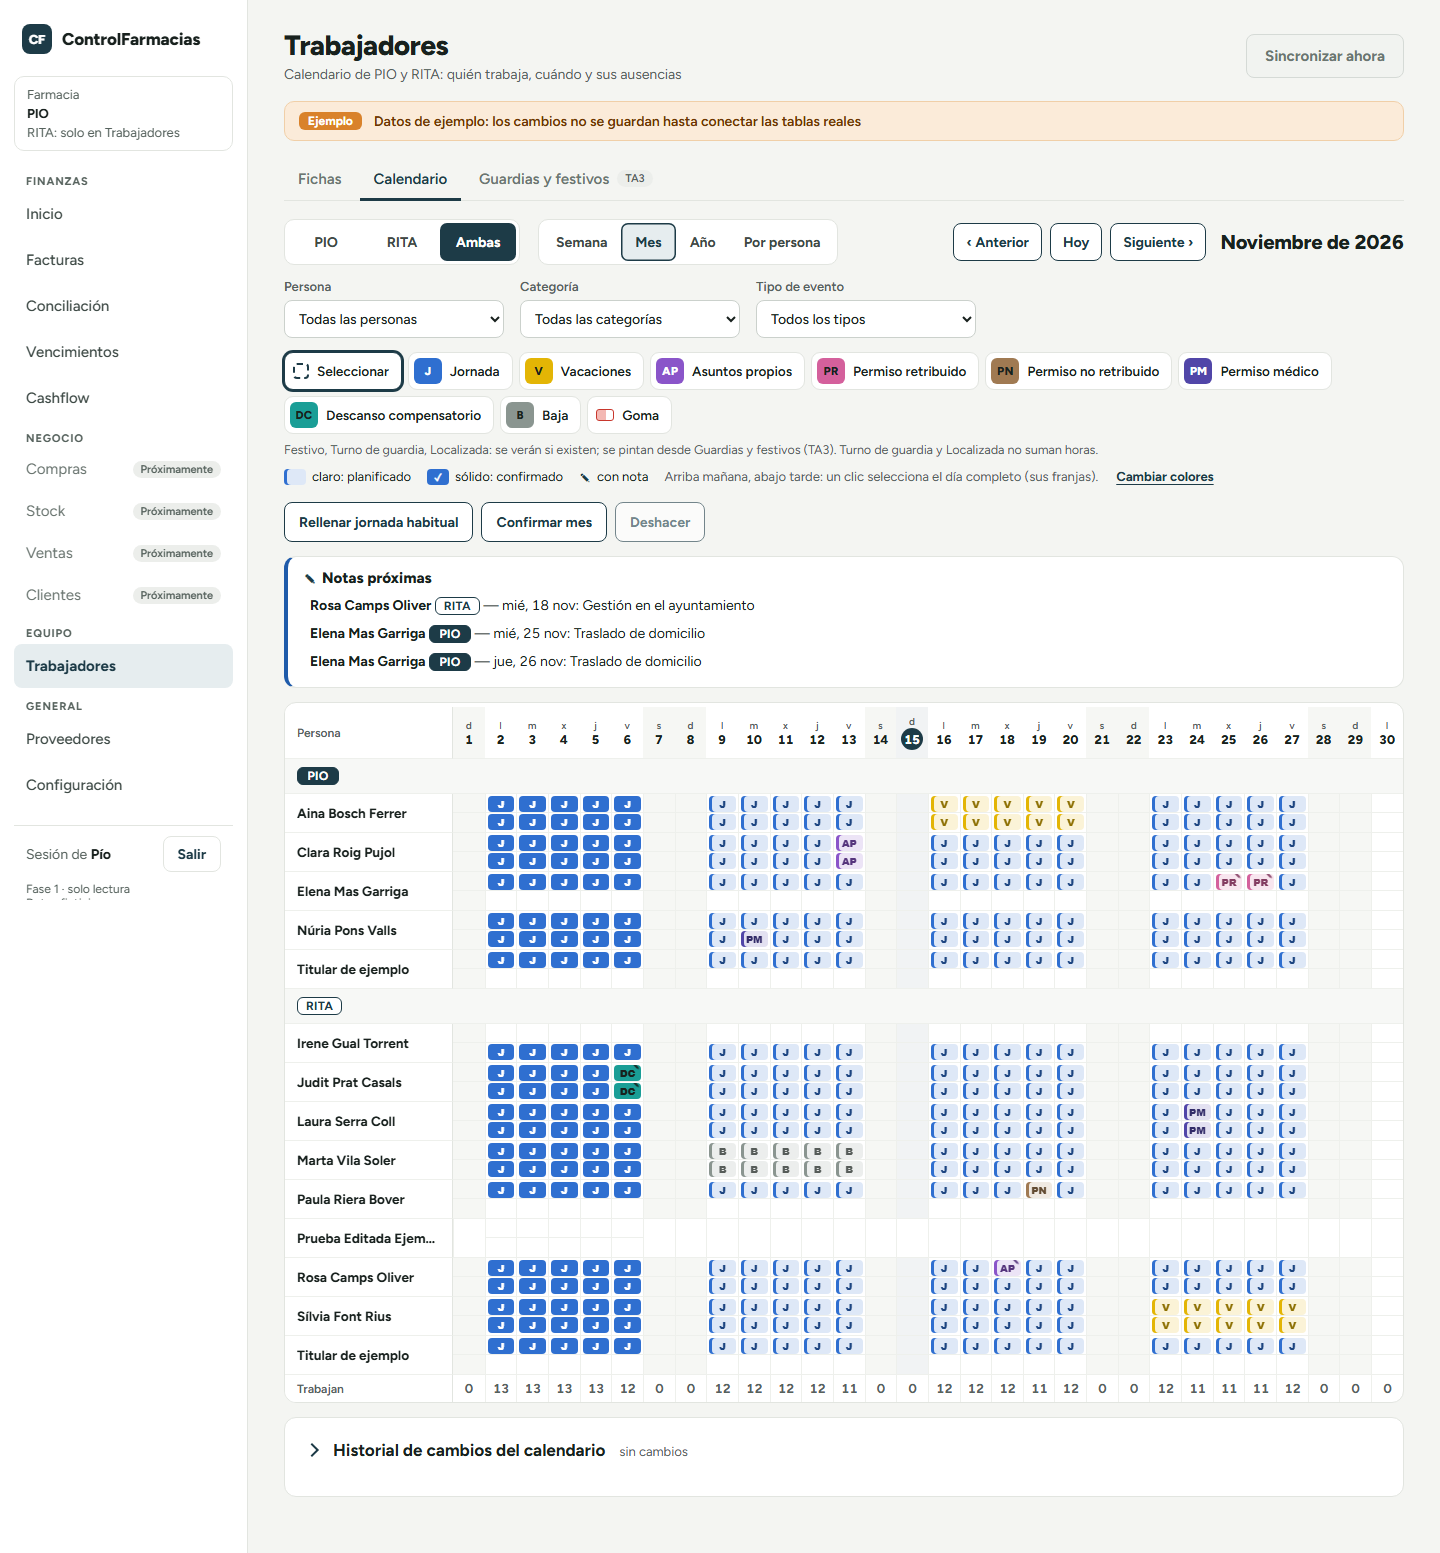 CF ControlFarmacias
Farmacia
PIO
RITA: solo en Trabajadores
FINANZAS
Inicio
Facturas
Conciliación
Vencimientos
Cashflow
NEGOCIO
Compras Próximamente
Stock Próximamente
Ventas Próximamente
Clientes Próximamente
EQUIPO
Trabajadores
GENERAL
Proveedores
Configuración
Sesión de Pío Salir
Fase 1 · solo lectura
Trabajadores
Calendario de PIO y RITA: quién trabaja, cuándo y sus ausencias
Sincronizar ahora
Ejemplo Datos de ejemplo: los cambios no se guardan hasta conectar las tablas reales
Fichas Calendario Guardias y festivos TA3
PIO RITA Ambas Semana Mes Año Por persona ‹ Anterior Hoy Siguiente › Noviembre de 2026
Persona Categoría Tipo de evento
Todas las personas Todas las categorías Todos los tipos
Seleccionar J Jornada V Vacaciones AP Asuntos propios PR Permiso retribuido PN Permiso no retribuido PM Permiso médico
DC Descanso compensatorio B Baja Goma
Festivo, Turno de guardia, Localizada: se verán si existen; se pintan desde Guardias y festivos (TA3). Turno de guardia y Localizada no suman horas.
claro: planificado ✓ sólido: confirmado con nota Arriba mañana, abajo tarde: un clic selecciona el día completo (sus franjas). Cambiar colores
Rellenar jornada habitual Confirmar mes Deshacer
Notas próximas
Rosa Camps Oliver RITA — mié, 18 nov: Gestión en el ayuntamiento
Elena Mas Garriga PIO — mié, 25 nov: Traslado de domicilio
Elena Mas Garriga PIO — jue, 26 nov: Traslado de domicilio
d l m x j v s d l m x j v s d l m x j v s d l m x j v s d l
Persona 1 2 3 4 5 6 7 8 9 10 11 12 13 14 15 16 17 18 19 20 21 22 23 24 25 26 27 28 29 30
PIO
J J J J J J J J J J V V V V V J J J J J
Aina Bosch Ferrer
J J J J J J J J J J V V V V V J J J J J
J J J J J J J J J AP J J J J J J J J J J
Clara Roig Pujol
J J J J J J J J J AP J J J J J J J J J J
J J J J J J J J J J J J J J J J J PR PR J
Elena Mas Garriga
J J J J J J J J J J J J J J J J J J J J
Núria Pons Valls
J J J J J J PM J J J J J J J J J J J J J
J J J J J J J J J J J J J J J J J J J J
Titular de ejemplo
RITA
Irene Gual Torrent
J J J J J J J J J J J J J J J J J J J J
J J J J DC J J J J J J J J J J J J J J J
Judit Prat Casals
J J J J DC J J J J J J J J J J J J J J J
J J J J J J J J J J J J J J J J PM J J J
Laura Serra Coll
J J J J J J J J J J J J J J J J PM J J J
J J J J J B B B B B J J J J J J J J J J
Marta Vila Soler
J J J J J B B B B B J J J J J J J J J J
J J J J J J J J J J J J J PN J J J J J J
Paula Riera Bover
Prueba Editada Ejem...
J J J J J J J J J J J J AP J J J J J J J
Rosa Camps Oliver
J J J J J J J J J J J J J J J J J J J J
J J J J J J J J J J J J J J J V V V V V
Sílvia Font Rius
J J J J J J J J J J J J J J J V V V V V
J J J J J J J J J J J J J J J J J J J J
Titular de ejemplo
Trabajan 0 13 13 13 13 12 0 0 12 12 12 12 11 0 0 12 12 12 11 12 0 0 12 11 11 11 12 0 0 0
Historial de cambios del calendario sin cambios